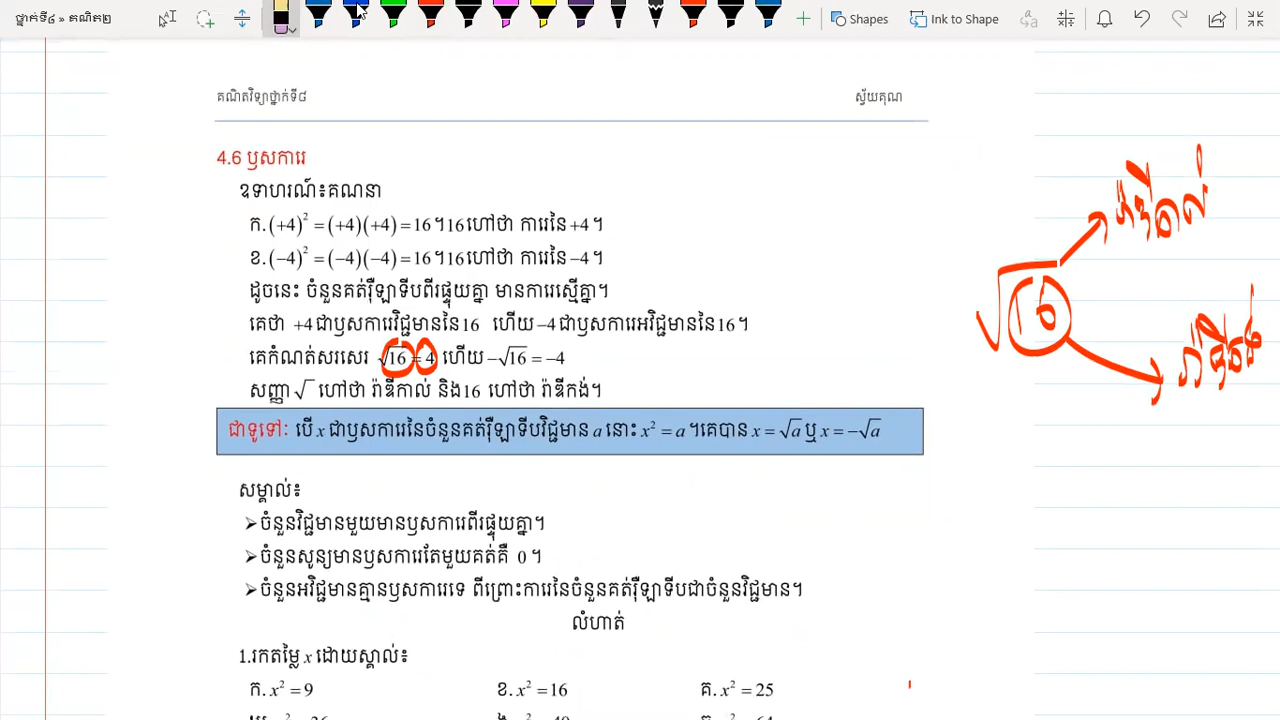 ថ្នាក់ទី៨ » គណិត២
Shapes
Ink to Shape
គណិតវិទ្យាថ្នាក់ទី៨
ស្វ័យគុណ
4.6 ឫសការេ
ឧទាហរណ៍៖គណនា
ក.(+4)² = (+4)(+4) = 16។16ហៅថា ការេនៃ +4។
ខ.(−4)² = (−4)(−4) = 16។16ហៅថា ការេនៃ −4។
ដូចនេះ ចំនួនគត់រ៉ឺឡាទីបពីរផ្ទុយគ្នា មានការេស្មើគ្នា។
គេថា +4ជាឫសការេវិជ្ជមាននៃ16 ហើយ −4ជាឫសការេអវិជ្ជមាននៃ16។
គេកំណត់សរសេរ √16 = 4 ហើយ −√16 = −4
សញ្ញា √ ហៅថា រ៉ាឌីកាល់ និង16 ហៅថា រ៉ាឌីកង់។
√16
រ៉ាឌីកាល់
រ៉ាឌីកង់
ជាទូទៅ: បើ x ជាឫសការេនៃចំនួនគត់រ៉ឺឡាទីបវិជ្ជមាន a នោះ x² = a ។គេបាន x = √a ឬ x = −√a
សម្គាល់៖
➢ចំនួនវិជ្ជមានមួយមានឫសការេពីរផ្ទុយគ្នា។
➢ចំនួនសូន្យមានឫសការេតែមួយគត់គឺ 0 ។
➢ចំនួនអវិជ្ជមានគ្មានឫសការេទេ ពីព្រោះការេនៃចំនួនគត់រ៉ឺឡាទីបជាចំនួនវិជ្ជមាន។
លំហាត់
1.រកតម្លៃ x ដោយស្គាល់៖
ក. x² = 9
ខ. x² = 16
គ. x² = 25